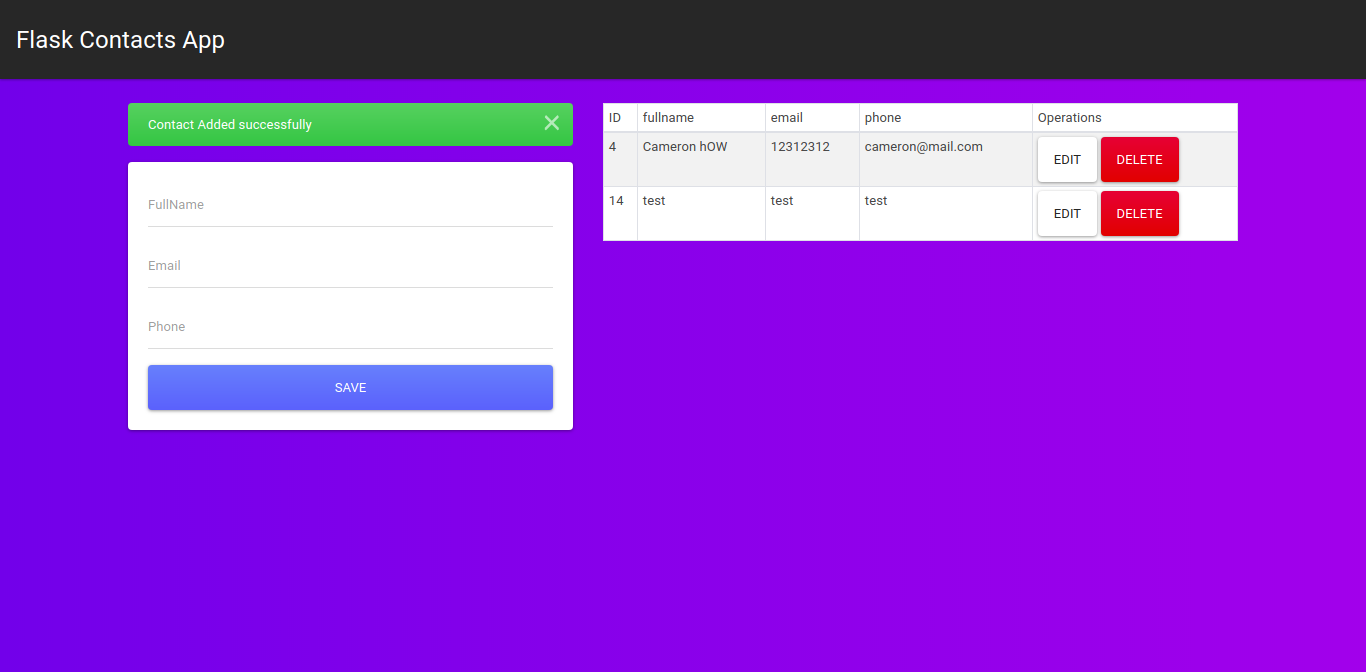 Flask Contacts App
Contact Added successfully
FullName
Email
Phone
SAVE
ID fullname email phone Operations
4 Cameron hOW 12312312 cameron@mail.com EDIT DELETE
14 test test test EDIT DELETE